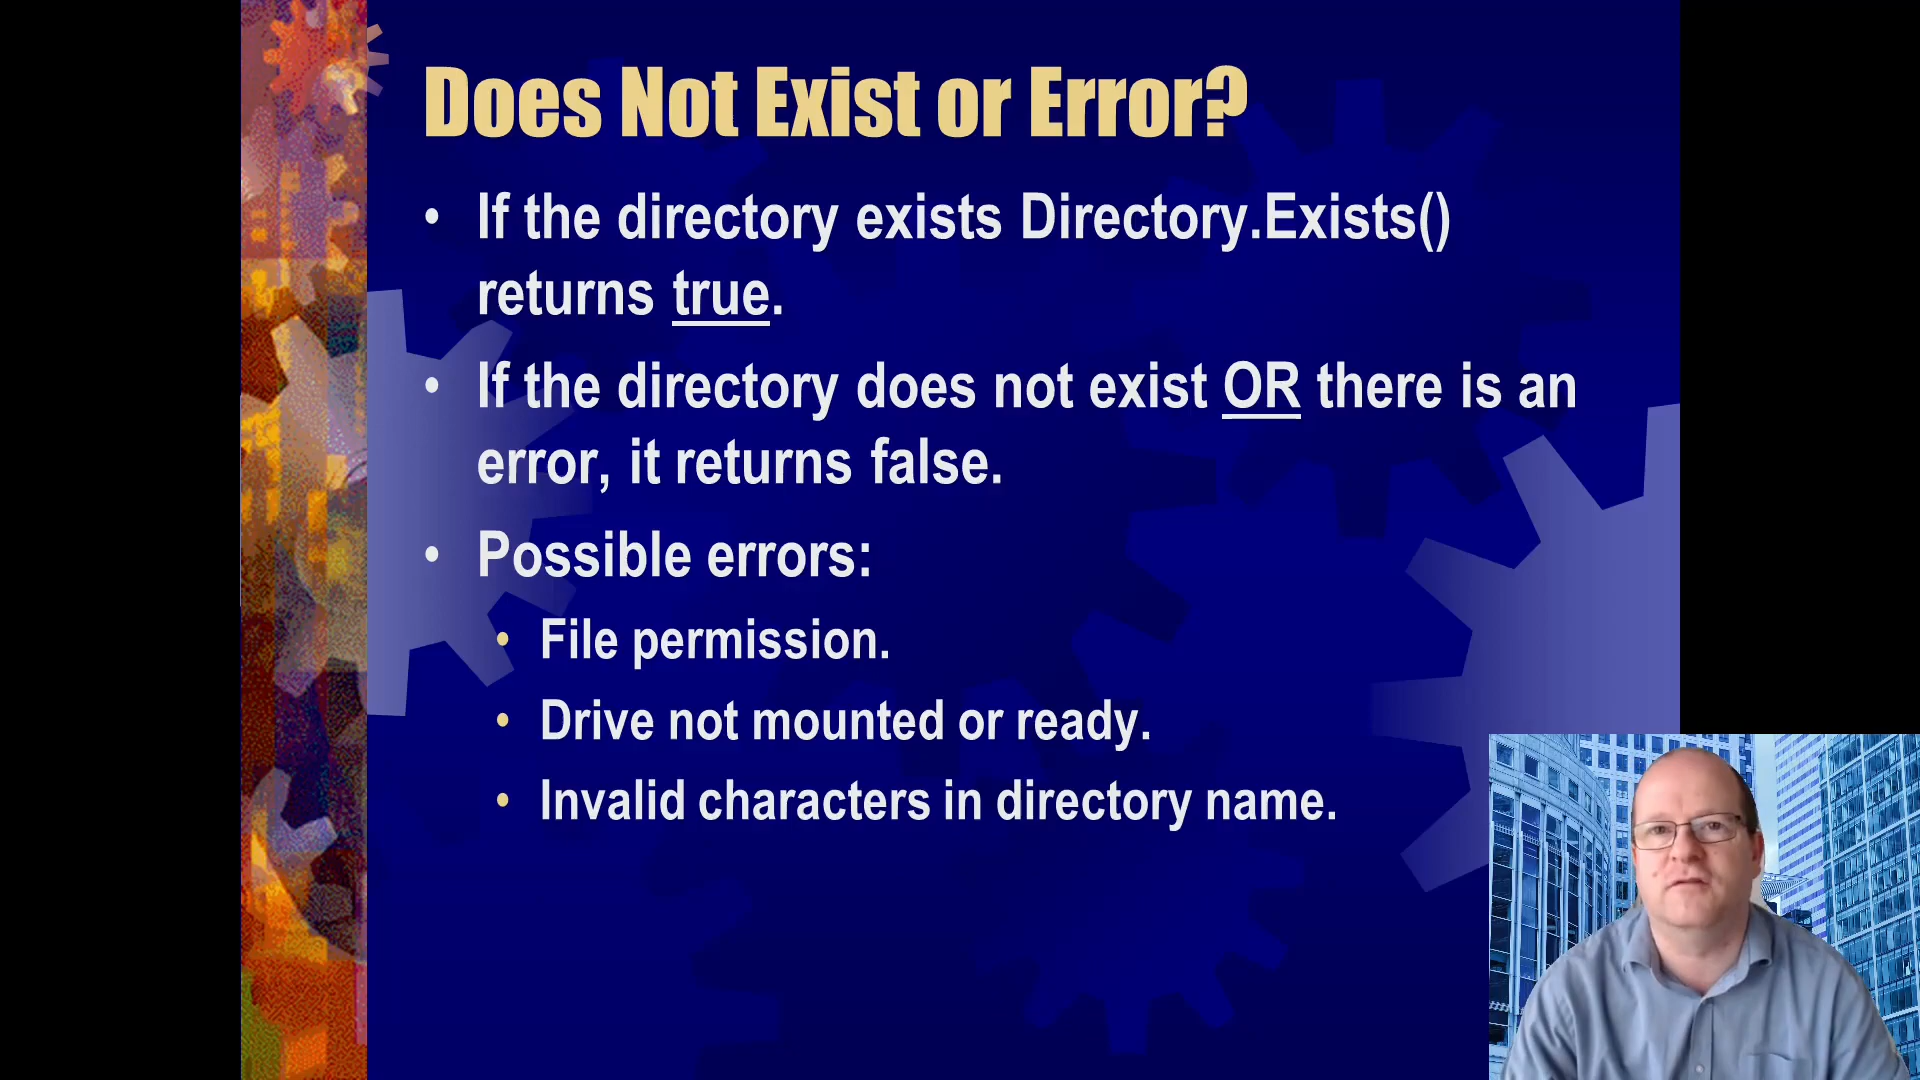 Does Not Exist or Error?
• If the directory exists Directory.Exists()
returns true.
• If the directory does not exist OR there is an
error, it returns false.
• Possible errors:
• File permission.
• Drive not mounted or ready.
• Invalid characters in directory name.